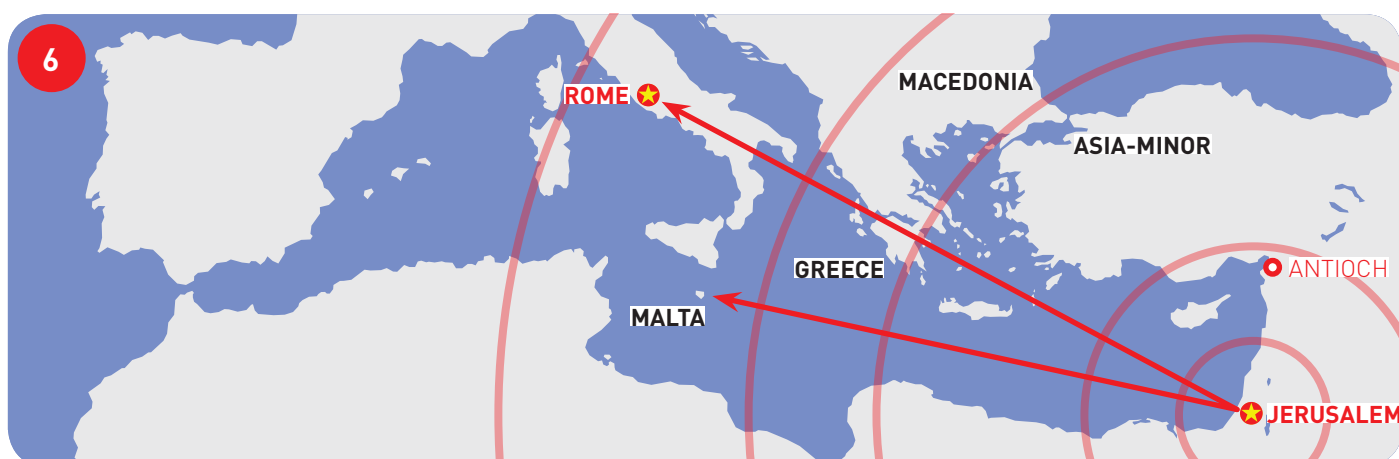 6
MACEDONIA
ROME
ASIA-MINOR
GREECE
ANTIOCH
MALTA
JERUSALEM